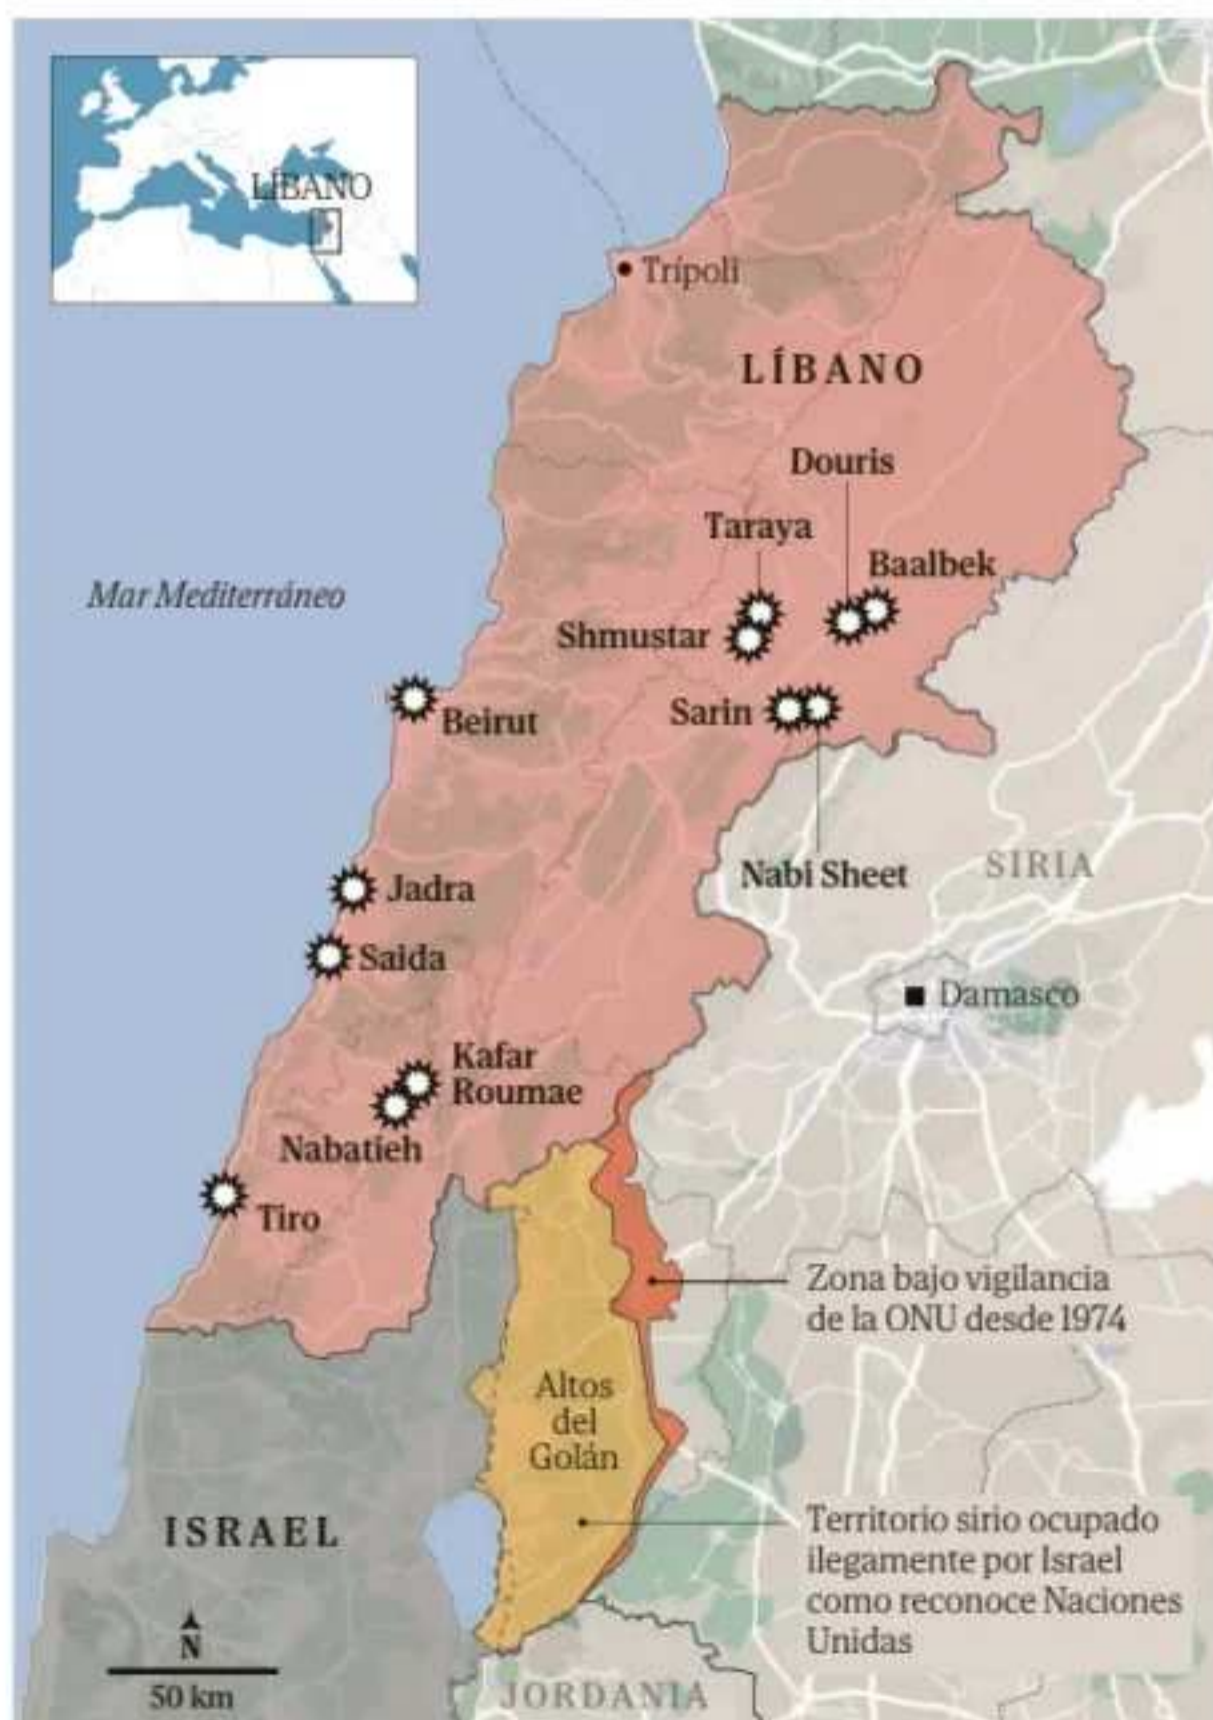 LÍBANO
Trípoli
LÍBANO
Douris
Taraya
Baalbek
Mar Mediterráneo
Shmustar
Beirut
Sarin
Nabi Sheet
SIRIA
Jadra
Saida
Damasco
Kafar
Roumae
Nabatieh
Tiro
Zona bajo vigilancia
de la ONU desde 1974
Altos
del
Golán
ISRAEL
Territorio sirio ocupado
ilegamente por Israel
como reconoce Naciones
Unidas
N
50 km
JORDANIA